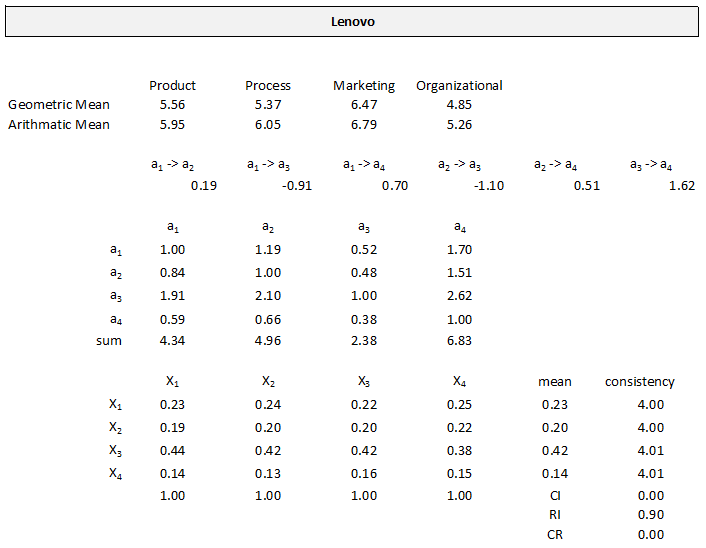 Lenovo
Product Process Marketing Organizational
Geometric Mean 5.56 5.37 6.47 4.85
Arithmatic Mean 5.95 6.05 6.79 5.26
a₁ -> a₂ a₁ -> a₃ a₁ -> a₄ a₂ -> a₃ a₂ -> a₄ a₃ -> a₄
0.19 -0.91 0.70 -1.10 0.51 1.62
a₁ a₂ a₃ a₄
a₁ 1.00 1.19 0.52 1.70
a₂ 0.84 1.00 0.48 1.51
a₃ 1.91 2.10 1.00 2.62
a₄ 0.59 0.66 0.38 1.00
sum 4.34 4.96 2.38 6.83
X₁ X₂ X₃ X₄ mean consistency
X₁ 0.23 0.24 0.22 0.25 0.23 4.00
X₂ 0.19 0.20 0.20 0.22 0.20 4.00
X₃ 0.44 0.42 0.42 0.38 0.42 4.01
X₄ 0.14 0.13 0.16 0.15 0.14 4.01
1.00 1.00 1.00 1.00 CI 0.00
RI 0.90
CR 0.00